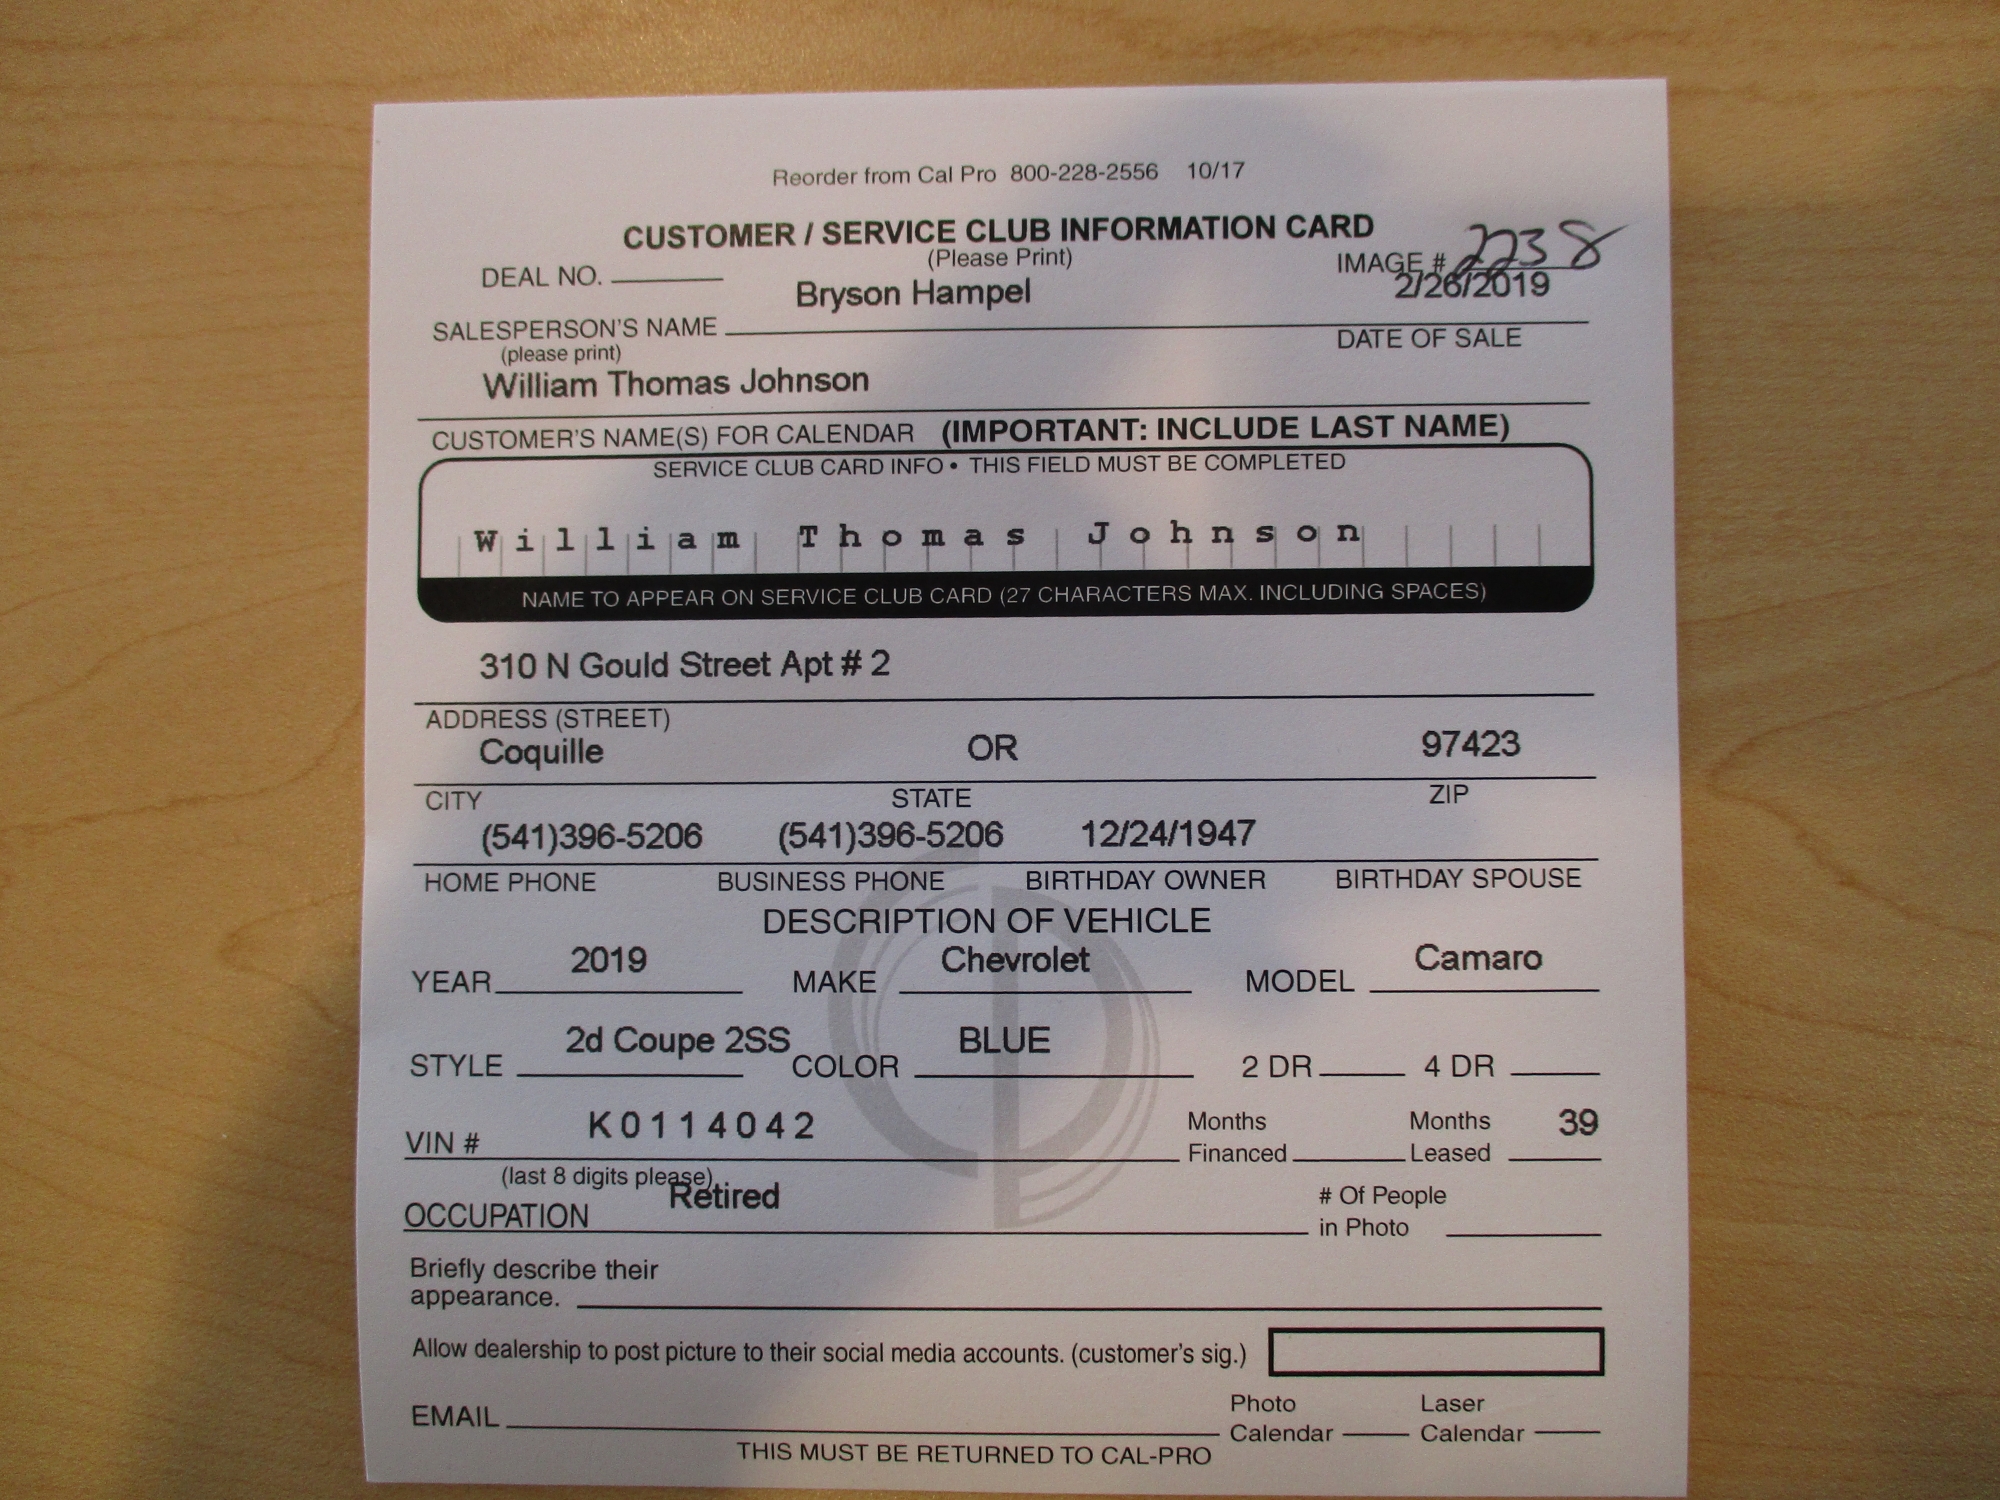 Reorder from Cal Pro 800-228-2556 10/17
CUSTOMER / SERVICE CLUB INFORMATION CARD
(Please Print)
DEAL NO. IMAGE # 2238
Bryson Hampel 2/26/2019
SALESPERSON'S NAME DATE OF SALE
(please print)
William Thomas Johnson
CUSTOMER'S NAME(S) FOR CALENDAR (IMPORTANT: INCLUDE LAST NAME)
SERVICE CLUB CARD INFO • THIS FIELD MUST BE COMPLETED
William Thomas Johnson
NAME TO APPEAR ON SERVICE CLUB CARD (27 CHARACTERS MAX. INCLUDING SPACES)
310 N Gould Street Apt # 2
ADDRESS (STREET)
Coquille OR 97423
CITY STATE ZIP
(541)396-5206 (541)396-5206 12/24/1947
HOME PHONE BUSINESS PHONE BIRTHDAY OWNER BIRTHDAY SPOUSE
DESCRIPTION OF VEHICLE
YEAR 2019 MAKE Chevrolet MODEL Camaro
STYLE 2d Coupe 2SS COLOR BLUE 2 DR 4 DR
VIN # K0114042 Months Financed Months Leased 39
(last 8 digits please)
OCCUPATION Retired # Of People in Photo
Briefly describe their
appearance.
Allow dealership to post picture to their social media accounts. (customer's sig.)
EMAIL Photo Calendar Laser Calendar
THIS MUST BE RETURNED TO CAL-PRO